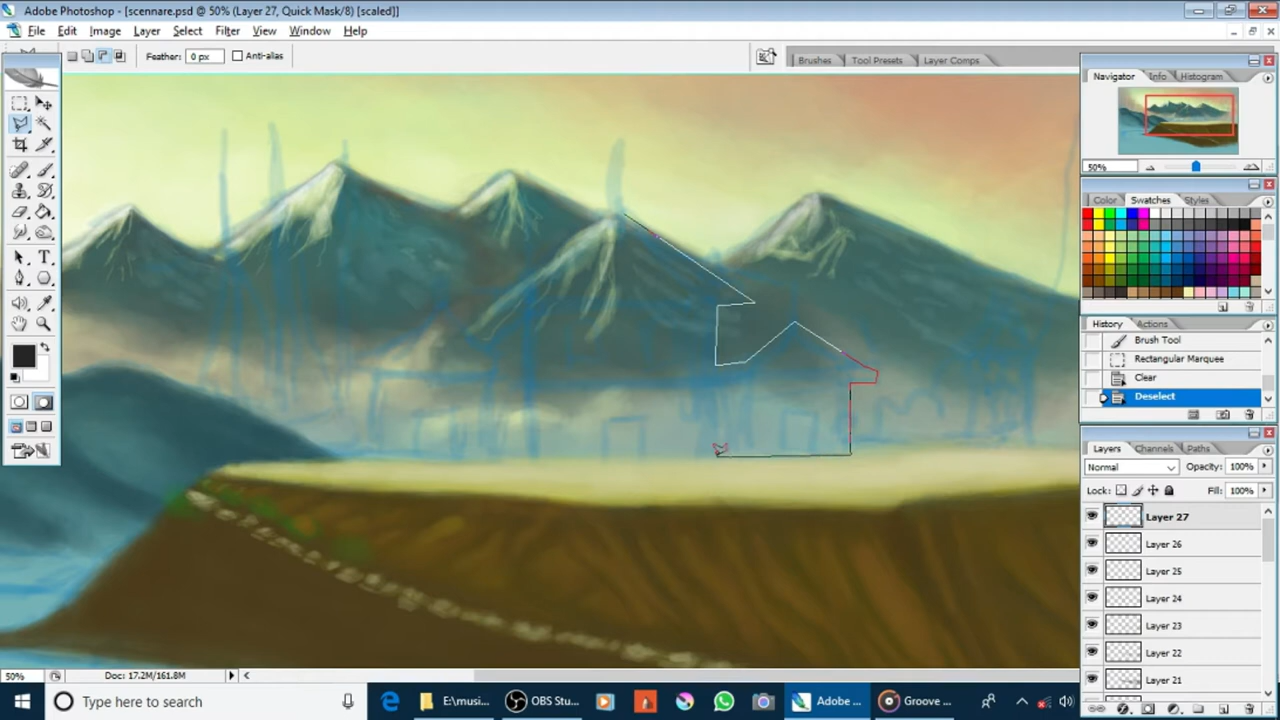 Adobe Photoshop - [scennare.psd @ 50% (Layer 27, Quick Mask/8) [scaled]]
File Edit Image Layer Select Filter View Window Help
Feather: 0 px Anti-alias
Brushes Tool Presets Layer Comps
Navigator Info Histogram
50%
Color Swatches Styles
History Actions
Brush Tool
Rectangular Marquee
Clear
Deselect
Layers Channels Paths
Normal Opacity: 100%
Lock: Fill: 100%
Layer 27
Layer 26
Layer 25
Layer 24
Layer 23
Layer 22
Layer 21
50% Doc: 17.2M/161.8M
Type here to search
E:\musi...
OBS Stu...
Adobe ...
Groove ...